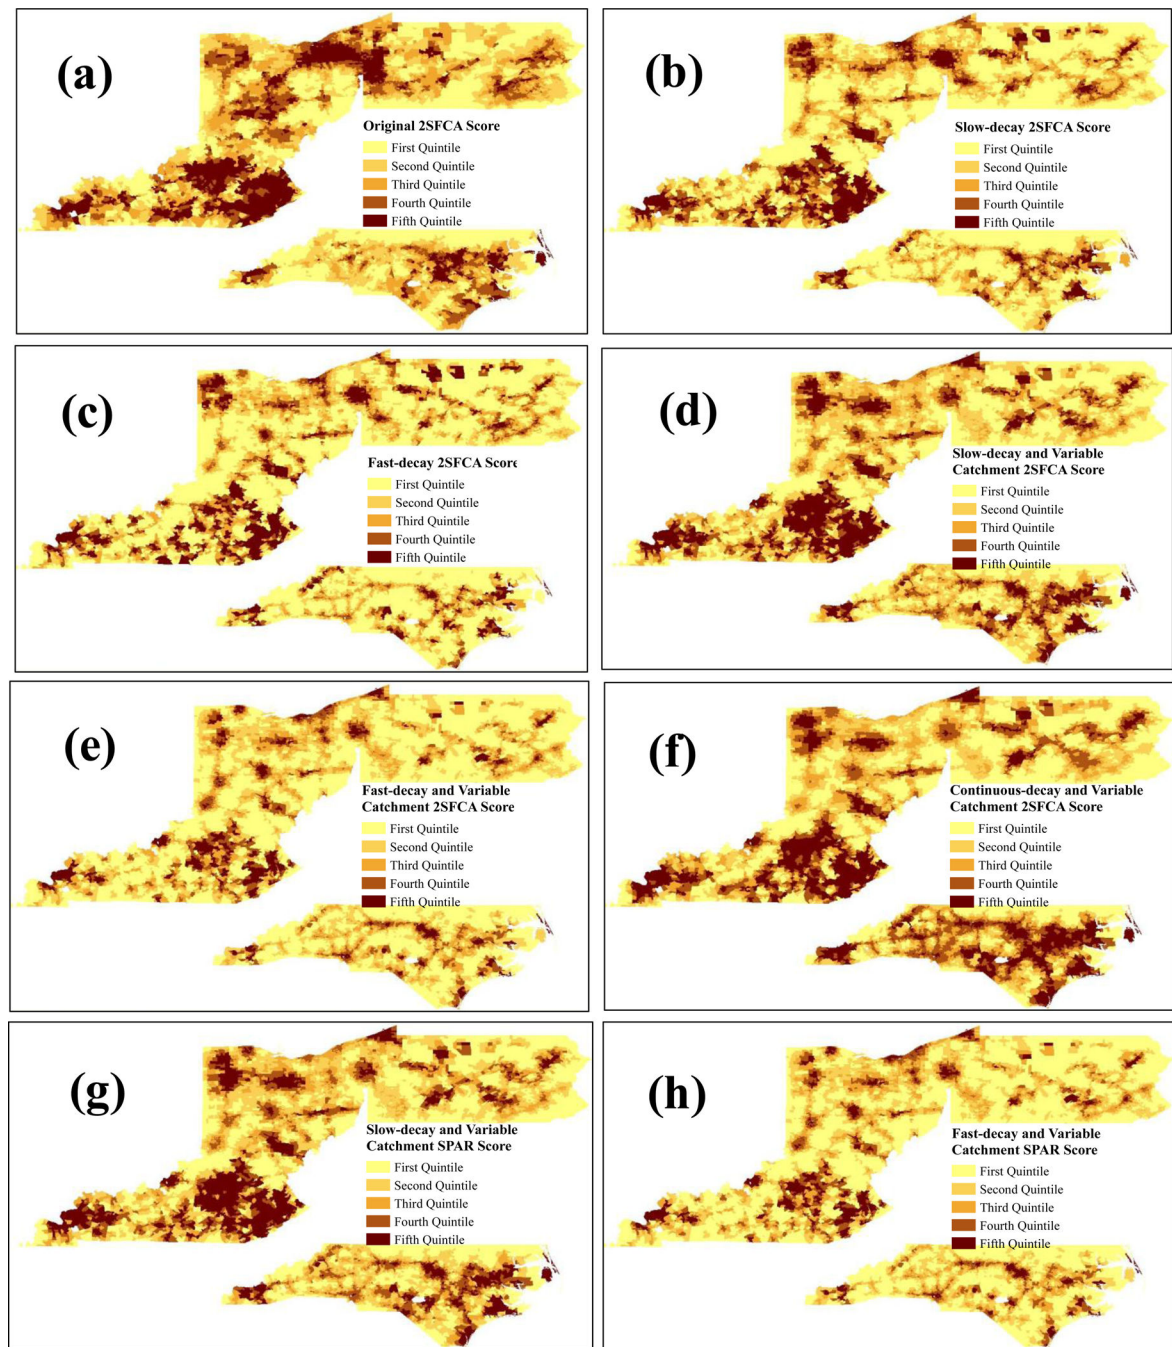 (a)
Original 2SFCA Score
First Quintile
Second Quintile
Third Quintile
Fourth Quintile
Fifth Quintile
(b)
Slow-decay 2SFCA Score
First Quintile
Second Quintile
Third Quintile
Fourth Quintile
Fifth Quintile
(c)
Fast-decay 2SFCA Score
First Quintile
Second Quintile
Third Quintile
Fourth Quintile
Fifth Quintile
(d)
Slow-decay and Variable
Catchment 2SFCA Score
First Quintile
Second Quintile
Third Quintile
Fourth Quintile
Fifth Quintile
(e)
Fast-decay and Variable
Catchment 2SFCA Score
First Quintile
Second Quintile
Third Quintile
Fourth Quintile
Fifth Quintile
(f)
Continuous-decay and Variable
Catchment 2SFCA Score
First Quintile
Second Quintile
Third Quintile
Fourth Quintile
Fifth Quintile
(g)
Slow-decay and Variable
Catchment SPAR Score
First Quintile
Second Quintile
Third Quintile
Fourth Quintile
Fifth Quintile
(h)
Fast-decay and Variable
Catchment SPAR Score
First Quintile
Second Quintile
Third Quintile
Fourth Quintile
Fifth Quintile